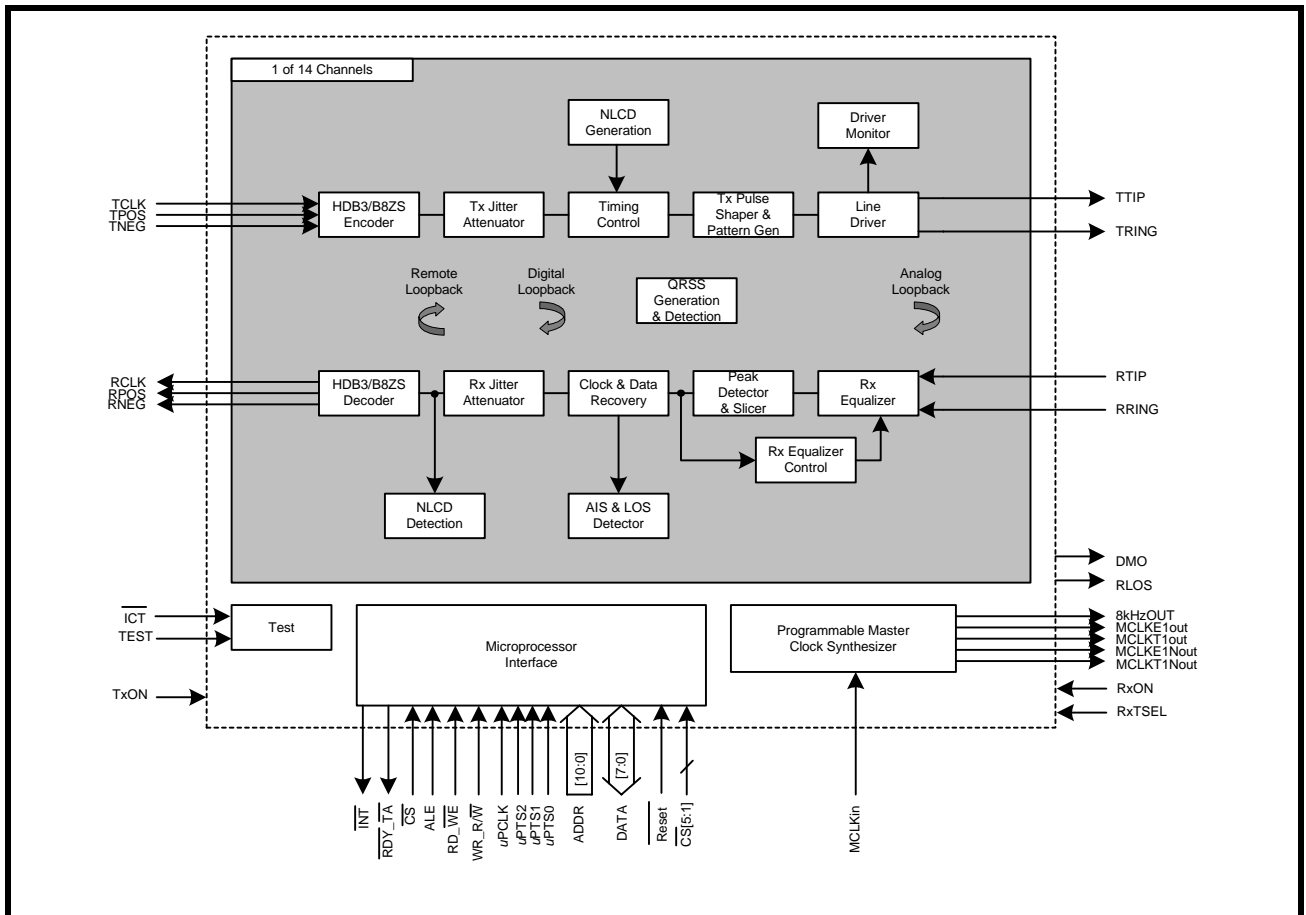 1 of 14 Channels
NLCD
Generation
Driver
Monitor
TCLK
TPOS
TNEG
HDB3/B8ZS
Encoder
Tx Jitter
Attenuator
Timing
Control
Tx Pulse
Shaper &
Pattern Gen
Line
Driver
TTIP
TRING
Remote
Loopback
Digital
Loopback
QRSS
Generation
& Detection
Analog
Loopback
RCLK
RPOS
RNEG
HDB3/B8ZS
Decoder
Rx Jitter
Attenuator
Clock & Data
Recovery
Peak
Detector
& Slicer
Rx
Equalizer
RTIP
RRING
Rx Equalizer
Control
NLCD
Detection
AIS & LOS
Detector
DMO
RLOS
ICT
TEST
Test
Microprocessor
Interface
Programmable Master
Clock Synthesizer
8kHzOUT
MCLKE1out
MCLKT1out
MCLKE1Nout
MCLKT1Nout
TxON
RxON
RxTSEL
INT
RDY_TA
CS
ALE
RD_WE
WR_R/W
uPCLK
uPTS2
uPTS1
uPTS0
[10:0]
ADDR
[7:0]
DATA
Reset
CS[5:1]
MCLKin